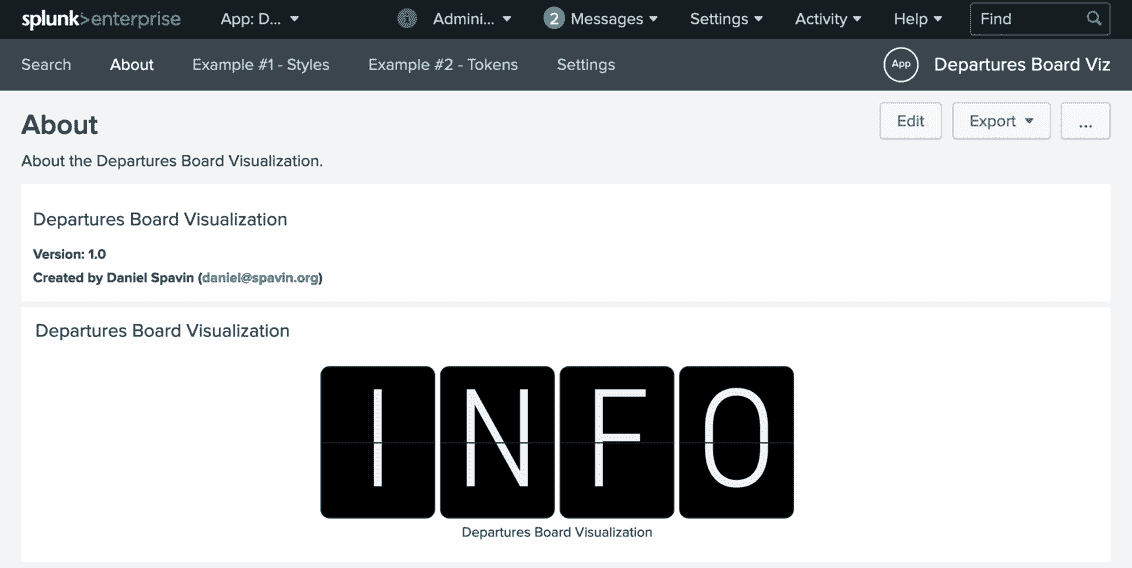 splunk>enterprise App: D... Admini... 2 Messages Settings Activity Help Find
Search About Example #1 - Styles Example #2 - Tokens Settings App Departures Board Viz
About Edit Export ...
About the Departures Board Visualization.
Departures Board Visualization
Version: 1.0
Created by Daniel Spavin (daniel@spavin.org)
Departures Board Visualization
INFO
Departures Board Visualization